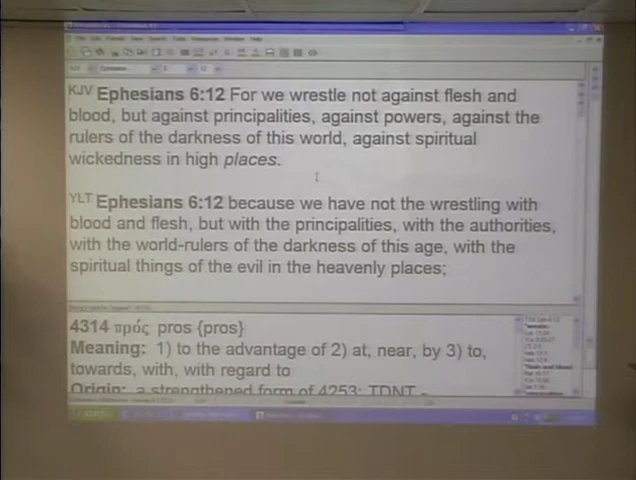 KJV Ephesians 6:12 For we wrestle not against flesh and
blood, but against principalities, against powers, against the
rulers of the darkness of this world, against spiritual
wickedness in high places.
YLT Ephesians 6:12 because we have not the wrestling with
blood and flesh, but with the principalities, with the authorities,
with the world-rulers of the darkness of this age, with the
spiritual things of the evil in the heavenly places;
4314 πρός pros {pros}
Meaning: 1) to the advantage of 2) at, near, by 3) to,
towards, with, with regard to
Origin: a strengthened form of 4253; TDNT -